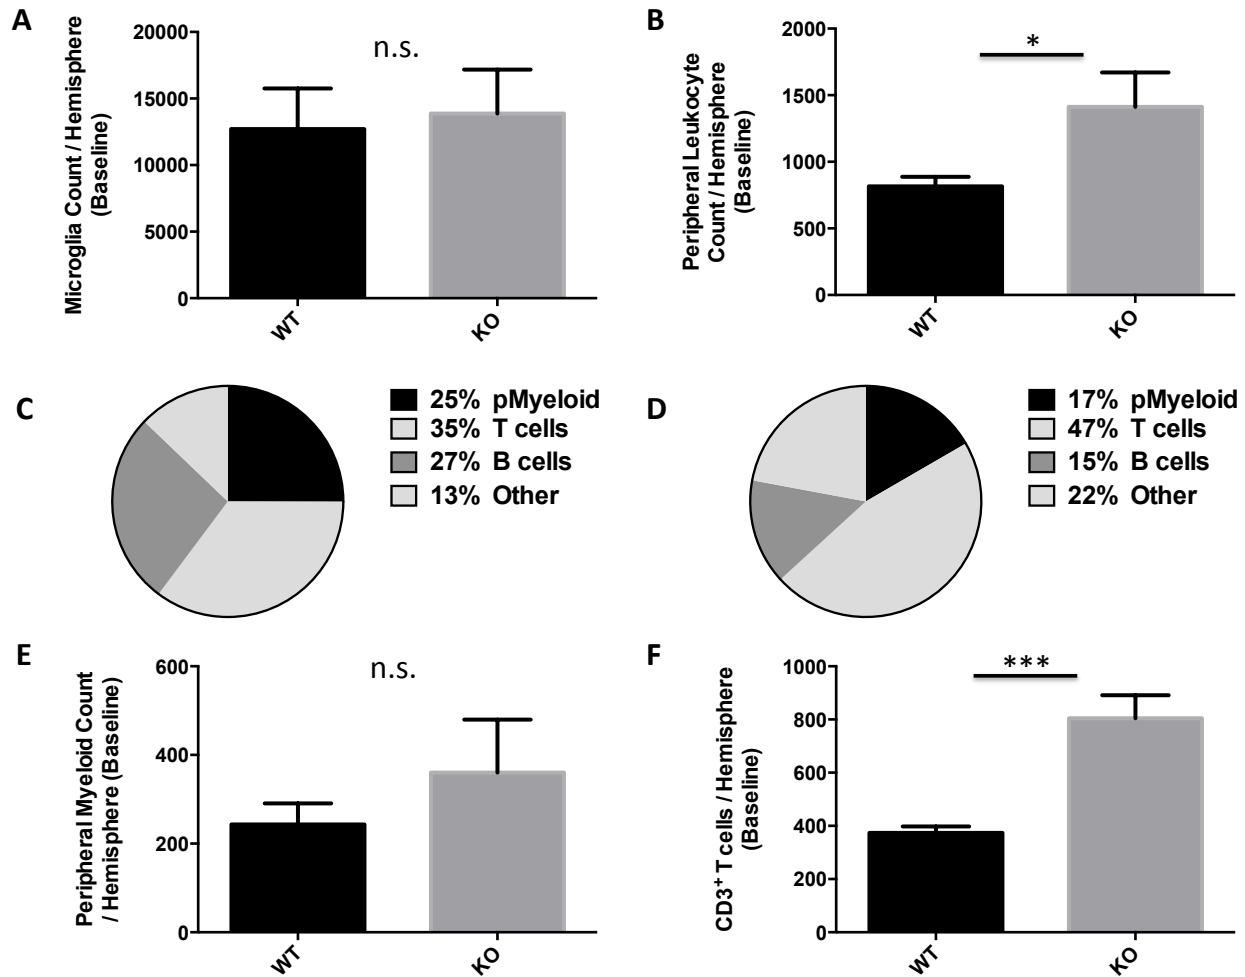 A
Microglia Count / Hemisphere
(Baseline)
20000
15000
10000
5000
0
n.s.
WT
KO
B
Peripheral Leukocyte
Count / Hemisphere
(Baseline)
2000
1500
1000
500
0
*
WT
KO
C
25% pMyeloid
35% T cells
27% B cells
13% Other
D
17% pMyeloid
47% T cells
15% B cells
22% Other
E
Peripheral Myeloid Count
/ Hemisphere (Baseline)
600
400
200
0
n.s.
WT
KO
F
CD3⁺ T cells / Hemisphere
(Baseline)
1000
800
600
400
200
0
***
WT
KO